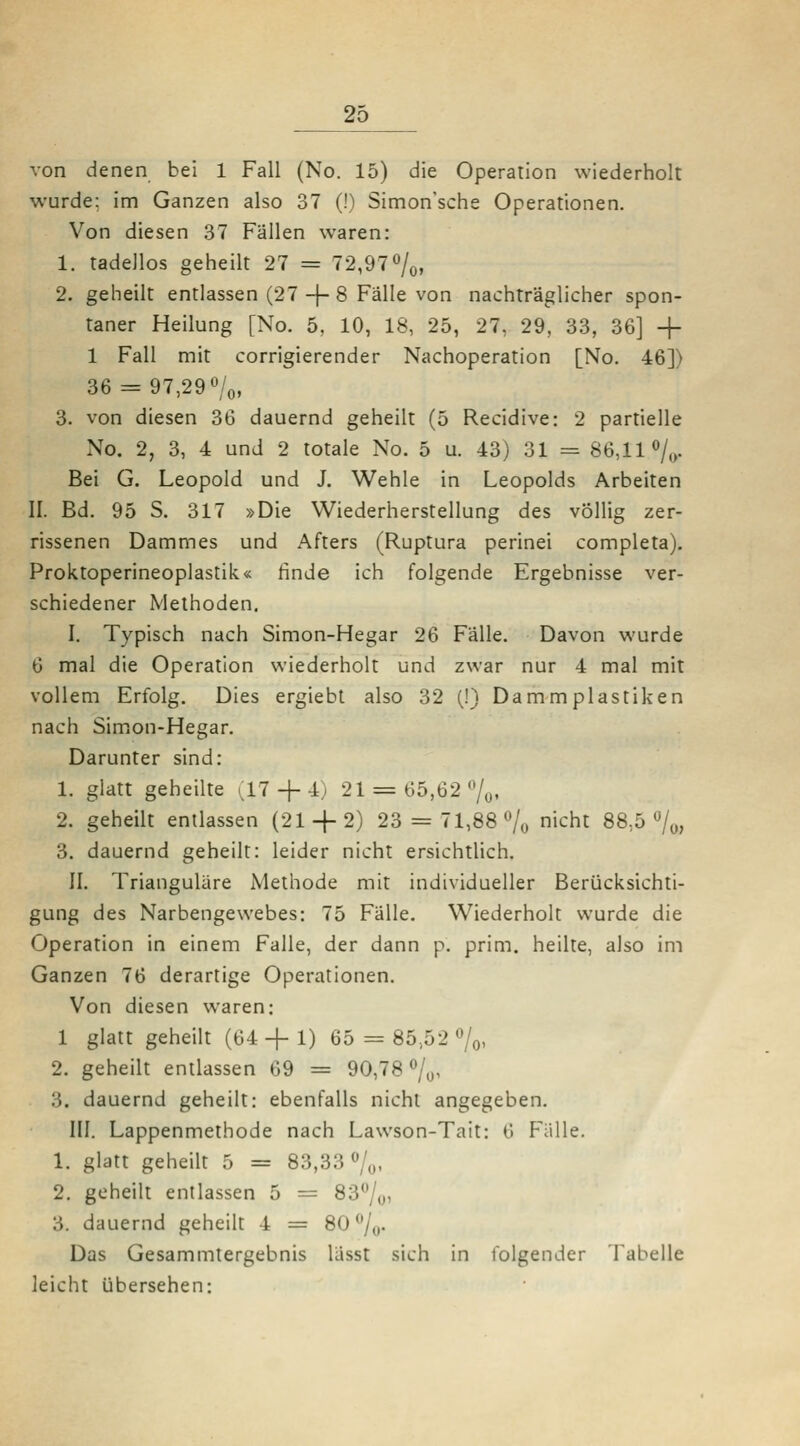 25
von denen bei 1 Fall (No. 15) die Operation wiederholt
wurde; im Ganzen also 37 (!) Simon'sche Operationen.
Von diesen 37 Fällen waren:
1. tadellos geheilt 27 = 72,97 %,
2. geheilt entlassen (27 + 8 Fälle von nachträglicher spon-
taner Heilung [No. 5, 10, 18, 25, 27, 29, 33, 36] +
1 Fall mit corrigierender Nachoperation [No. 46])
36 = 97,29 %,
3. von diesen 36 dauernd geheilt (5 Recidive: 2 partielle
No. 2, 3, 4 und 2 totale No. 5 u. 43) 31 = 86,11 %.
Bei G. Leopold und J. Wehle in Leopolds Arbeiten
II. Bd. 95 S. 317 »Die Wiederherstellung des völlig zer-
rissenen Dammes und Afters (Ruptura perinei completa).
Proktoperineoplastik« finde ich folgende Ergebnisse ver-
schiedener Methoden.
I. Typisch nach Simon-Hegar 26 Fälle. Davon wurde
6 mal die Operation wiederholt und zwar nur 4 mal mit
vollem Erfolg. Dies ergiebt also 32 (!) Dammplastiken
nach Simon-Hegar.
Darunter sind:
1. glatt geheilte (17 + 4) 21 = 65,62 %,
2. geheilt entlassen (21 + 2) 23 = 71,88 % nicht 88,5 %,
3. dauernd geheilt: leider nicht ersichtlich.
II. Trianguläre Methode mit individueller Berücksichti-
gung des Narbengewebes: 75 Fälle. Wiederholt wurde die
Operation in einem Falle, der dann p. prim. heilte, also im
Ganzen 76 derartige Operationen.
Von diesen waren:
1 glatt geheilt (64 + 1) 65 = 85,52 %,
2. geheilt entlassen 69 = 90,78 %,
3. dauernd geheilt: ebenfalls nicht angegeben.
III. Lappenmethode nach Lawson-Tait: 6 Fälle.
1. glatt geheilt 5 = 83,33 %,
2. geheilt entlassen 5 = 83%,
3. dauernd geheilt 4 = 80 %.
Das Gesammtergebnis lässt sich in folgender Tabelle
leicht übersehen: